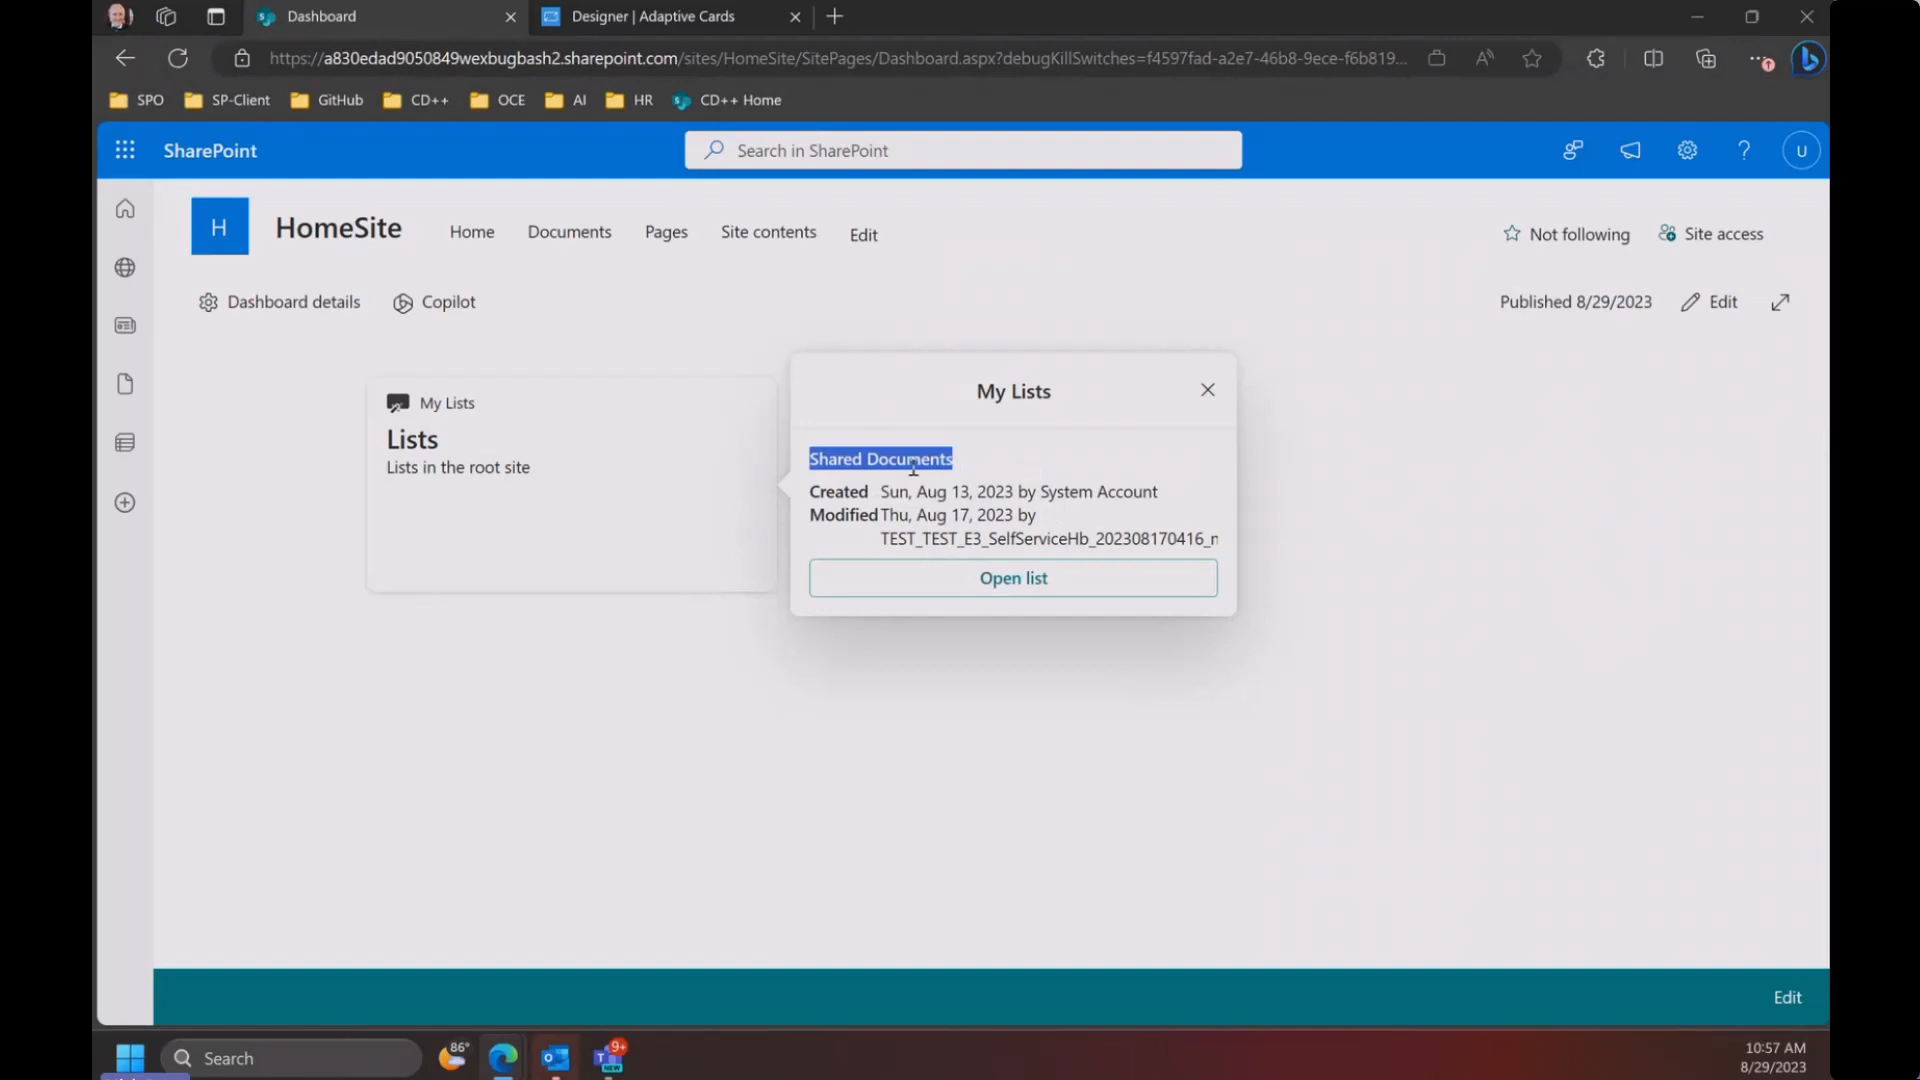 Dashboard
Designer | Adaptive Cards
https://a830edad9050849wexbugbash2.sharepoint.com/sites/HomeSite/SitePages/Dashboard.aspx?debugKillSwitches=f4597fad-a2e7-46b8-9ece-f6b819...
SPO SP-Client GitHub CD++ OCE AI HR CD++ Home
SharePoint
Search in SharePoint
U
H
HomeSite
Home Documents Pages Site contents Edit
Not following Site access
Dashboard details Copilot
Published 8/29/2023 Edit
My Lists
Lists
Lists in the root site
My Lists
Shared Documents
Created Sun, Aug 13, 2023 by System Account
Modified Thu, Aug 17, 2023 by
TEST_TEST_E3_SelfServiceHb_202308170416_n
Open list
Edit
Search
86°
9+
NEW
10:57 AM
8/29/2023